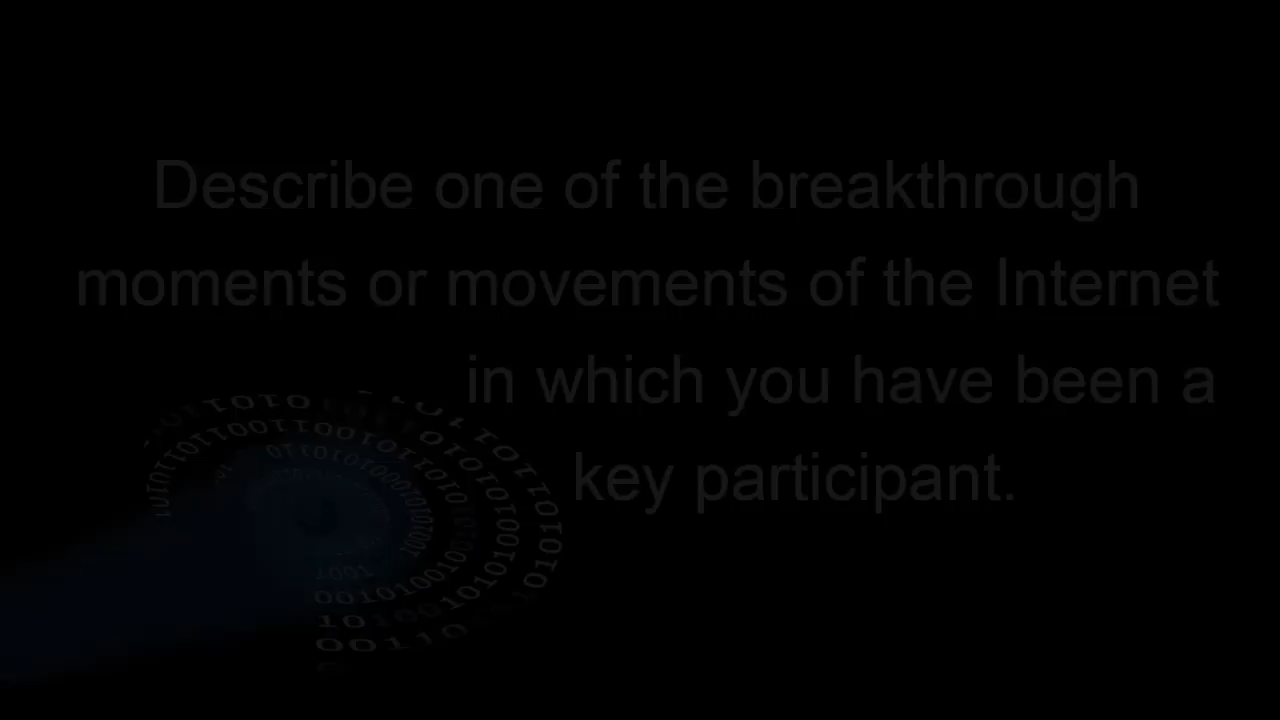 Describe one of the breakthrough
moments or movements of the Internet
in which you have been a
key participant.